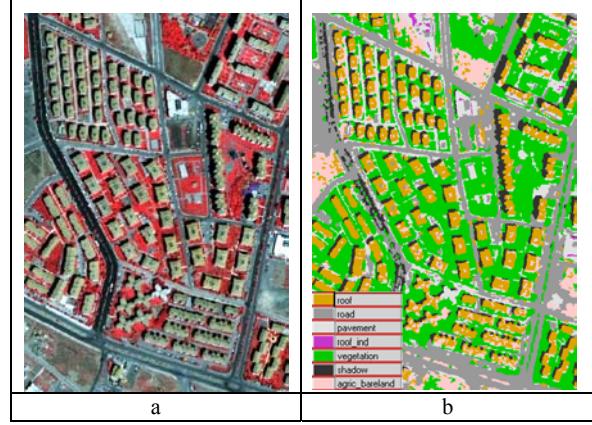 roof
road
pavement
roof_ind
vegetation
shadow
agric_bareland
a
b